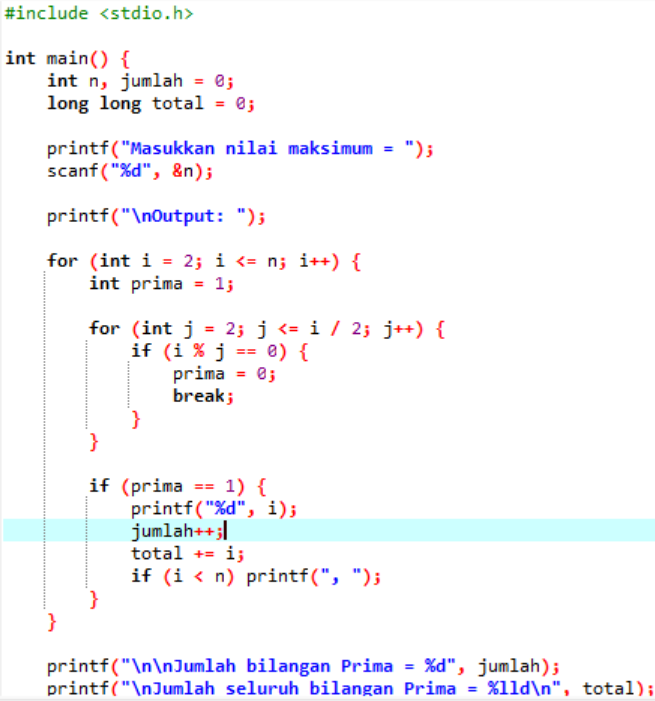 #include <stdio.h>

int main() {
    int n, jumlah = 0;
    long long total = 0;

    printf("Masukkan nilai maksimum = ");
    scanf("%d", &n);

    printf("\nOutput: ");

    for (int i = 2; i <= n; i++) {
        int prima = 1;

        for (int j = 2; j <= i / 2; j++) {
            if (i % j == 0) {
                prima = 0;
                break;
            }
        }

        if (prima == 1) {
            printf("%d", i);
            jumlah++;
            total += i;
            if (i < n) printf(", ");
        }
    }

    printf("\n\nJumlah bilangan Prima = %d", jumlah);
    printf("\nJumlah seluruh bilangan Prima = %lld\n", total);